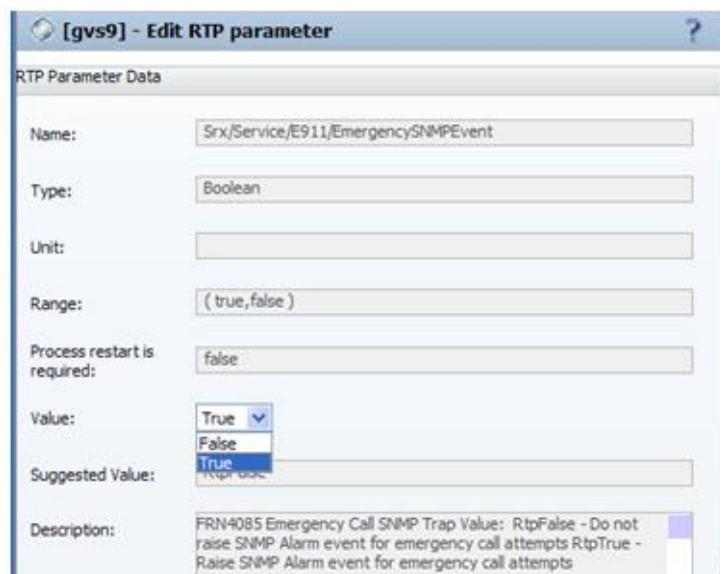 [gvs9] - Edit RTP parameter ?
RTP Parameter Data
Name: Srx/Service/E911/EmergencySNMPEvent
Type: Boolean
Unit:
Range: ( true,false )
Process restart is
required: false
Value: True
False
True
Suggested Value: RtpFalse
Description: FRN4085 Emergency Call SNMP Trap Value: RtpFalse - Do not
raise SNMP Alarm event for emergency call attempts RtpTrue -
Raise SNMP Alarm event for emergency call attempts